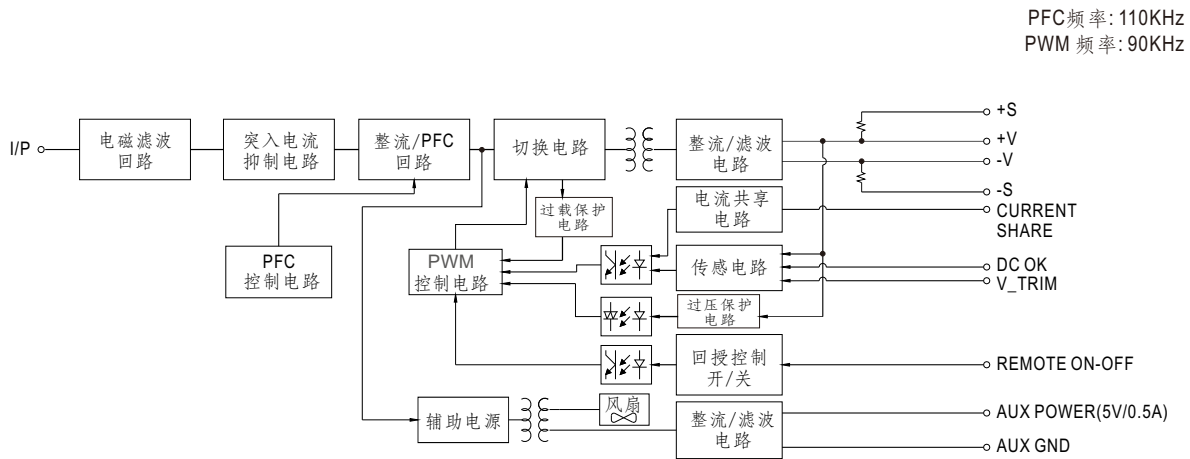 PFC频率: 110KHz
PWM 频率: 90KHz
I/P
电磁滤波
回路
突入电流
抑制电路
整流/PFC
回路
切换电路
整流/滤波
电路
+S
+V
-V
-S
CURRENT
SHARE
电流共享
电路
过载保护
电路
PFC
控制电路
PWM
控制电路
传感电路
DC OK
V_TRIM
过压保护
电路
回授控制
开/关
REMOTE ON-OFF
辅助电源
风扇
整流/滤波
电路
AUX POWER(5V/0.5A)
AUX GND